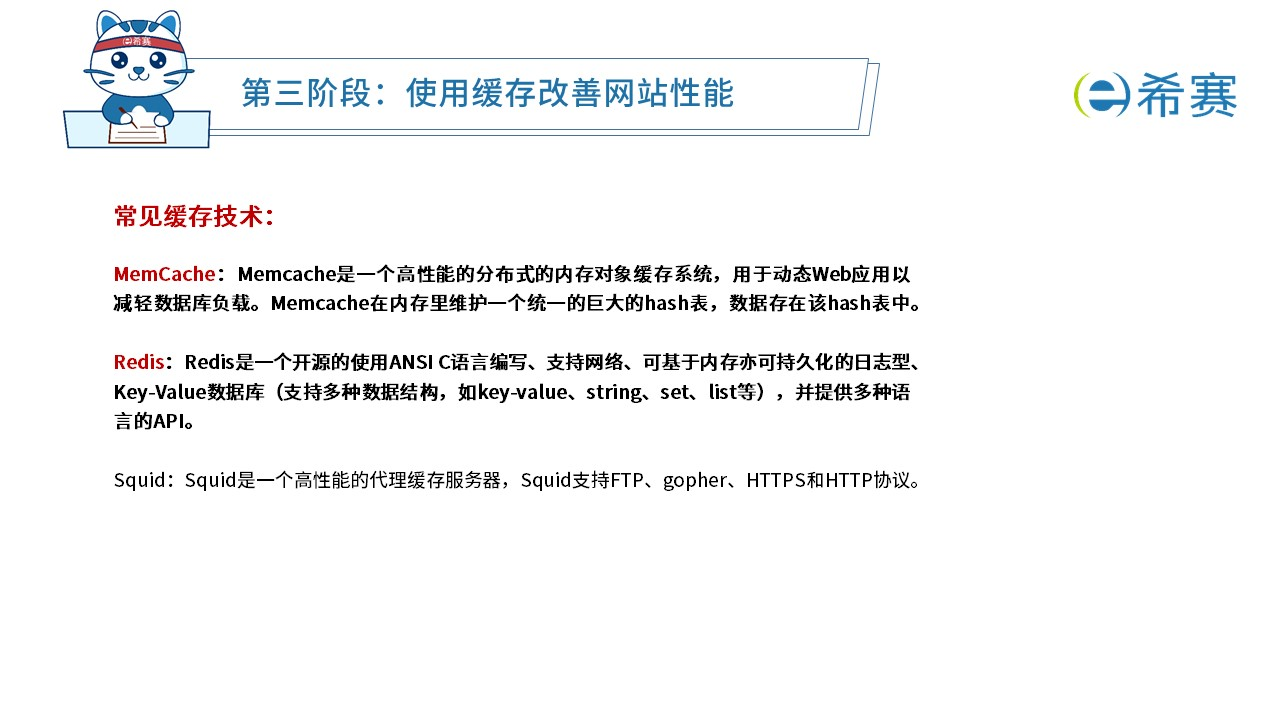 希赛
第三阶段：使用缓存改善网站性能
希赛
常见缓存技术：
MemCache：Memcache是一个高性能的分布式的内存对象缓存系统，用于动态Web应用以
减轻数据库负载。Memcache在内存里维护一个统一的巨大的hash表，数据存在该hash表中。
Redis：Redis是一个开源的使用ANSI C语言编写、支持网络、可基于内存亦可持久化的日志型、
Key-Value数据库（支持多种数据结构，如key-value、string、set、list等），并提供多种语
言的API。
Squid：Squid是一个高性能的代理缓存服务器，Squid支持FTP、gopher、HTTPS和HTTP协议。